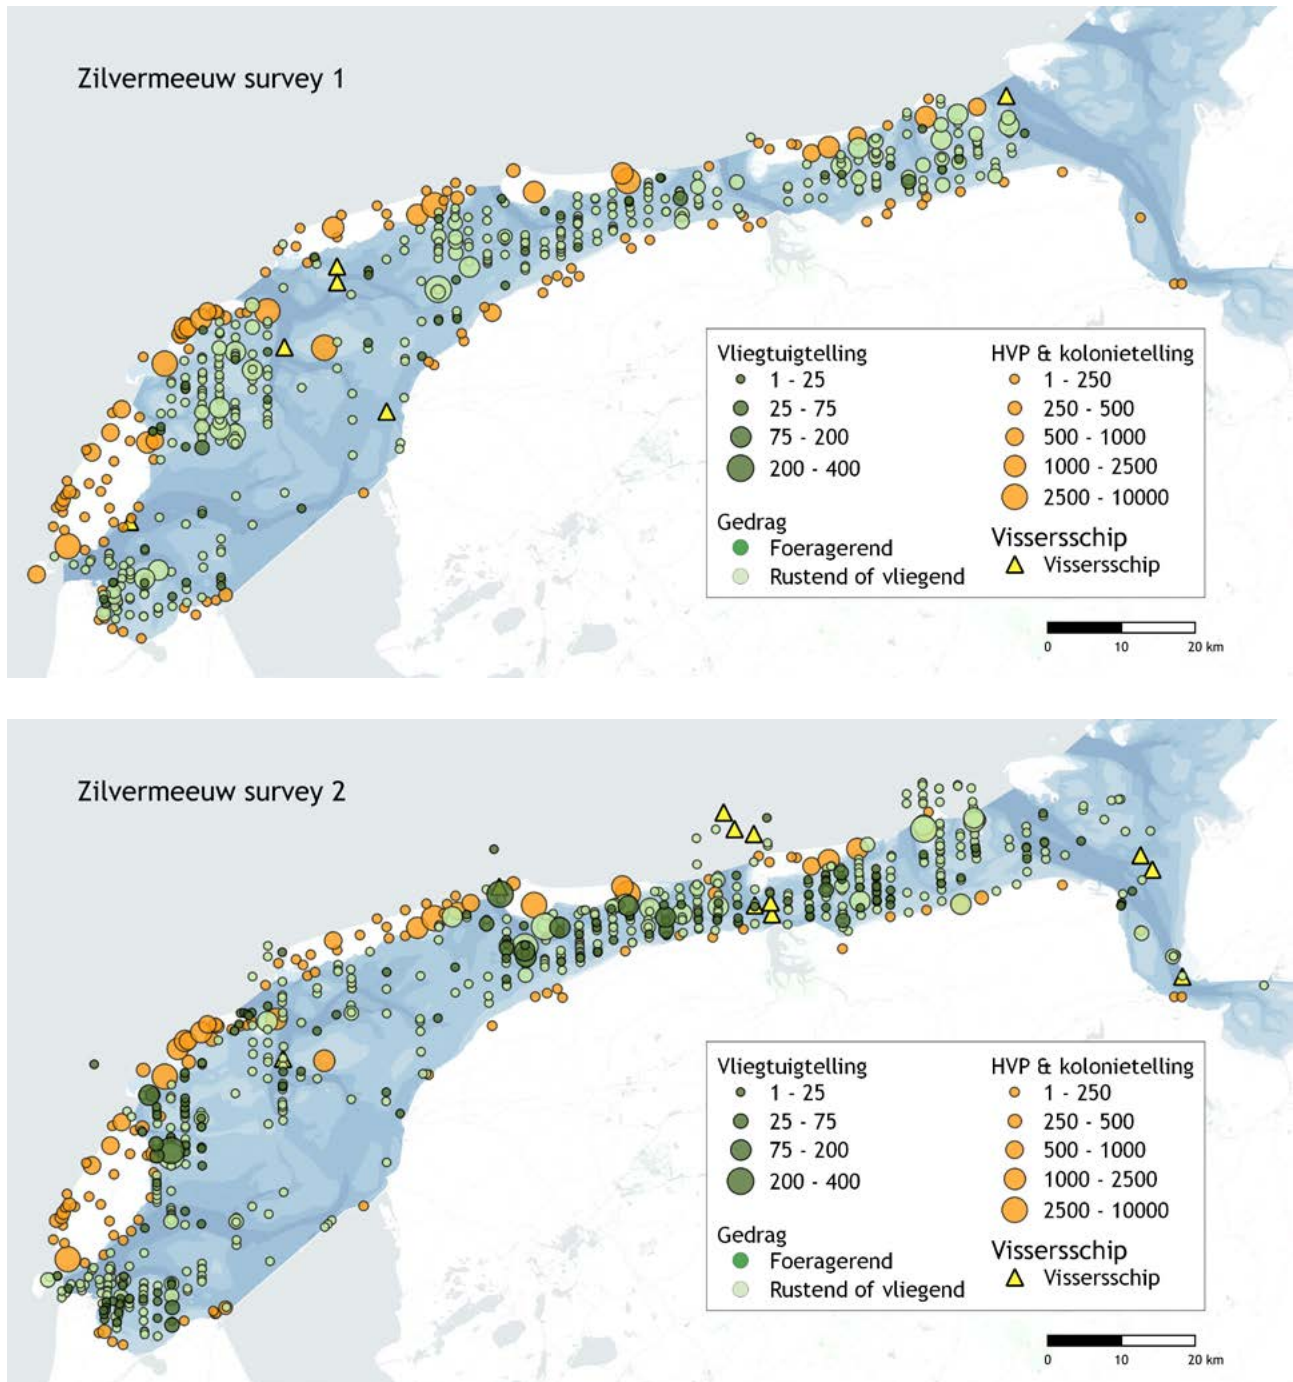 Zilvermeeuw survey 1
Vliegtuigtelling
1 - 25
25 - 75
75 - 200
200 - 400
Gedrag
Foeragerend
Rustend of vliegend
HVP & kolonietelling
1 - 250
250 - 500
500 - 1000
1000 - 2500
2500 - 10000
Vissersschip
Vissersschip
0 10 20 km
Zilvermeeuw survey 2
Vliegtuigtelling
1 - 25
25 - 75
75 - 200
200 - 400
Gedrag
Foeragerend
Rustend of vliegend
HVP & kolonietelling
1 - 250
250 - 500
500 - 1000
1000 - 2500
2500 - 10000
Vissersschip
Vissersschip
0 10 20 km